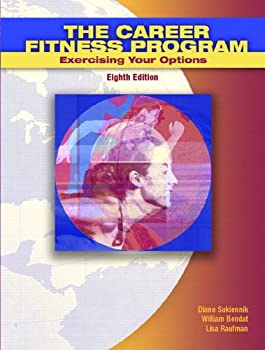 THE CAREER
FITNESS PROGRAM
Exercising Your Options
Eighth Edition
Diane Sukiennik
William Bendat
Lisa Raufman